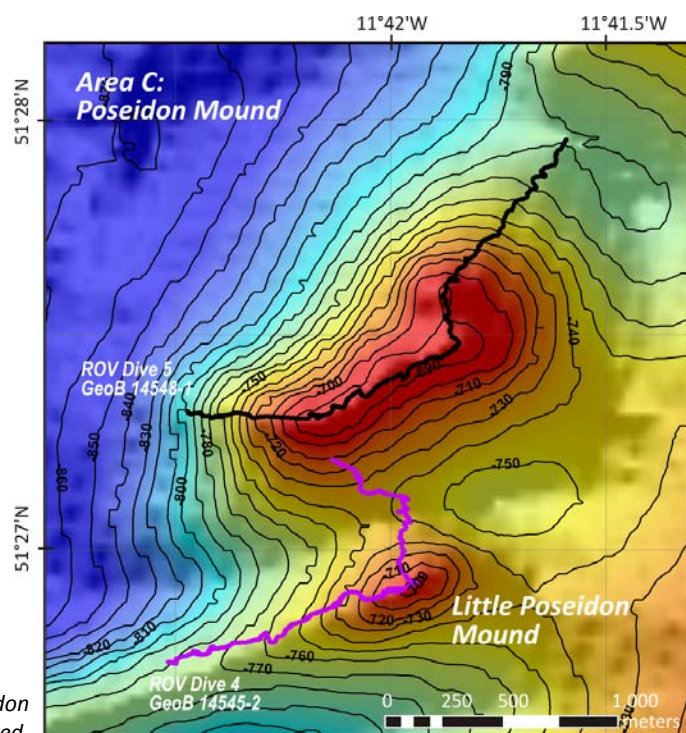 11°42'W
11°41.5'W
Area C:
Poseidon Mound
-790
51°28'N
-740
ROV Dive 5
GeoB 14548-1
-750
-700
-690
-710
-730
-720
-840
-850
-830
-860
-780
-800
-750
51°27'N
-710
-700
Little Poseidon
Mound
-720
-730
-810
-820
-760
-770
ROV Dive 4
GeoB 14545-2
0 250 500 1.000
meters
don
ed